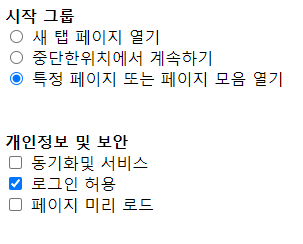 시작 그룹
새 탭 페이지 열기
중단한위치에서 계속하기
특정 페이지 또는 페이지 모음 열기
개인정보 및 보안
동기화및 서비스
로그인 허용
페이지 미리 로드